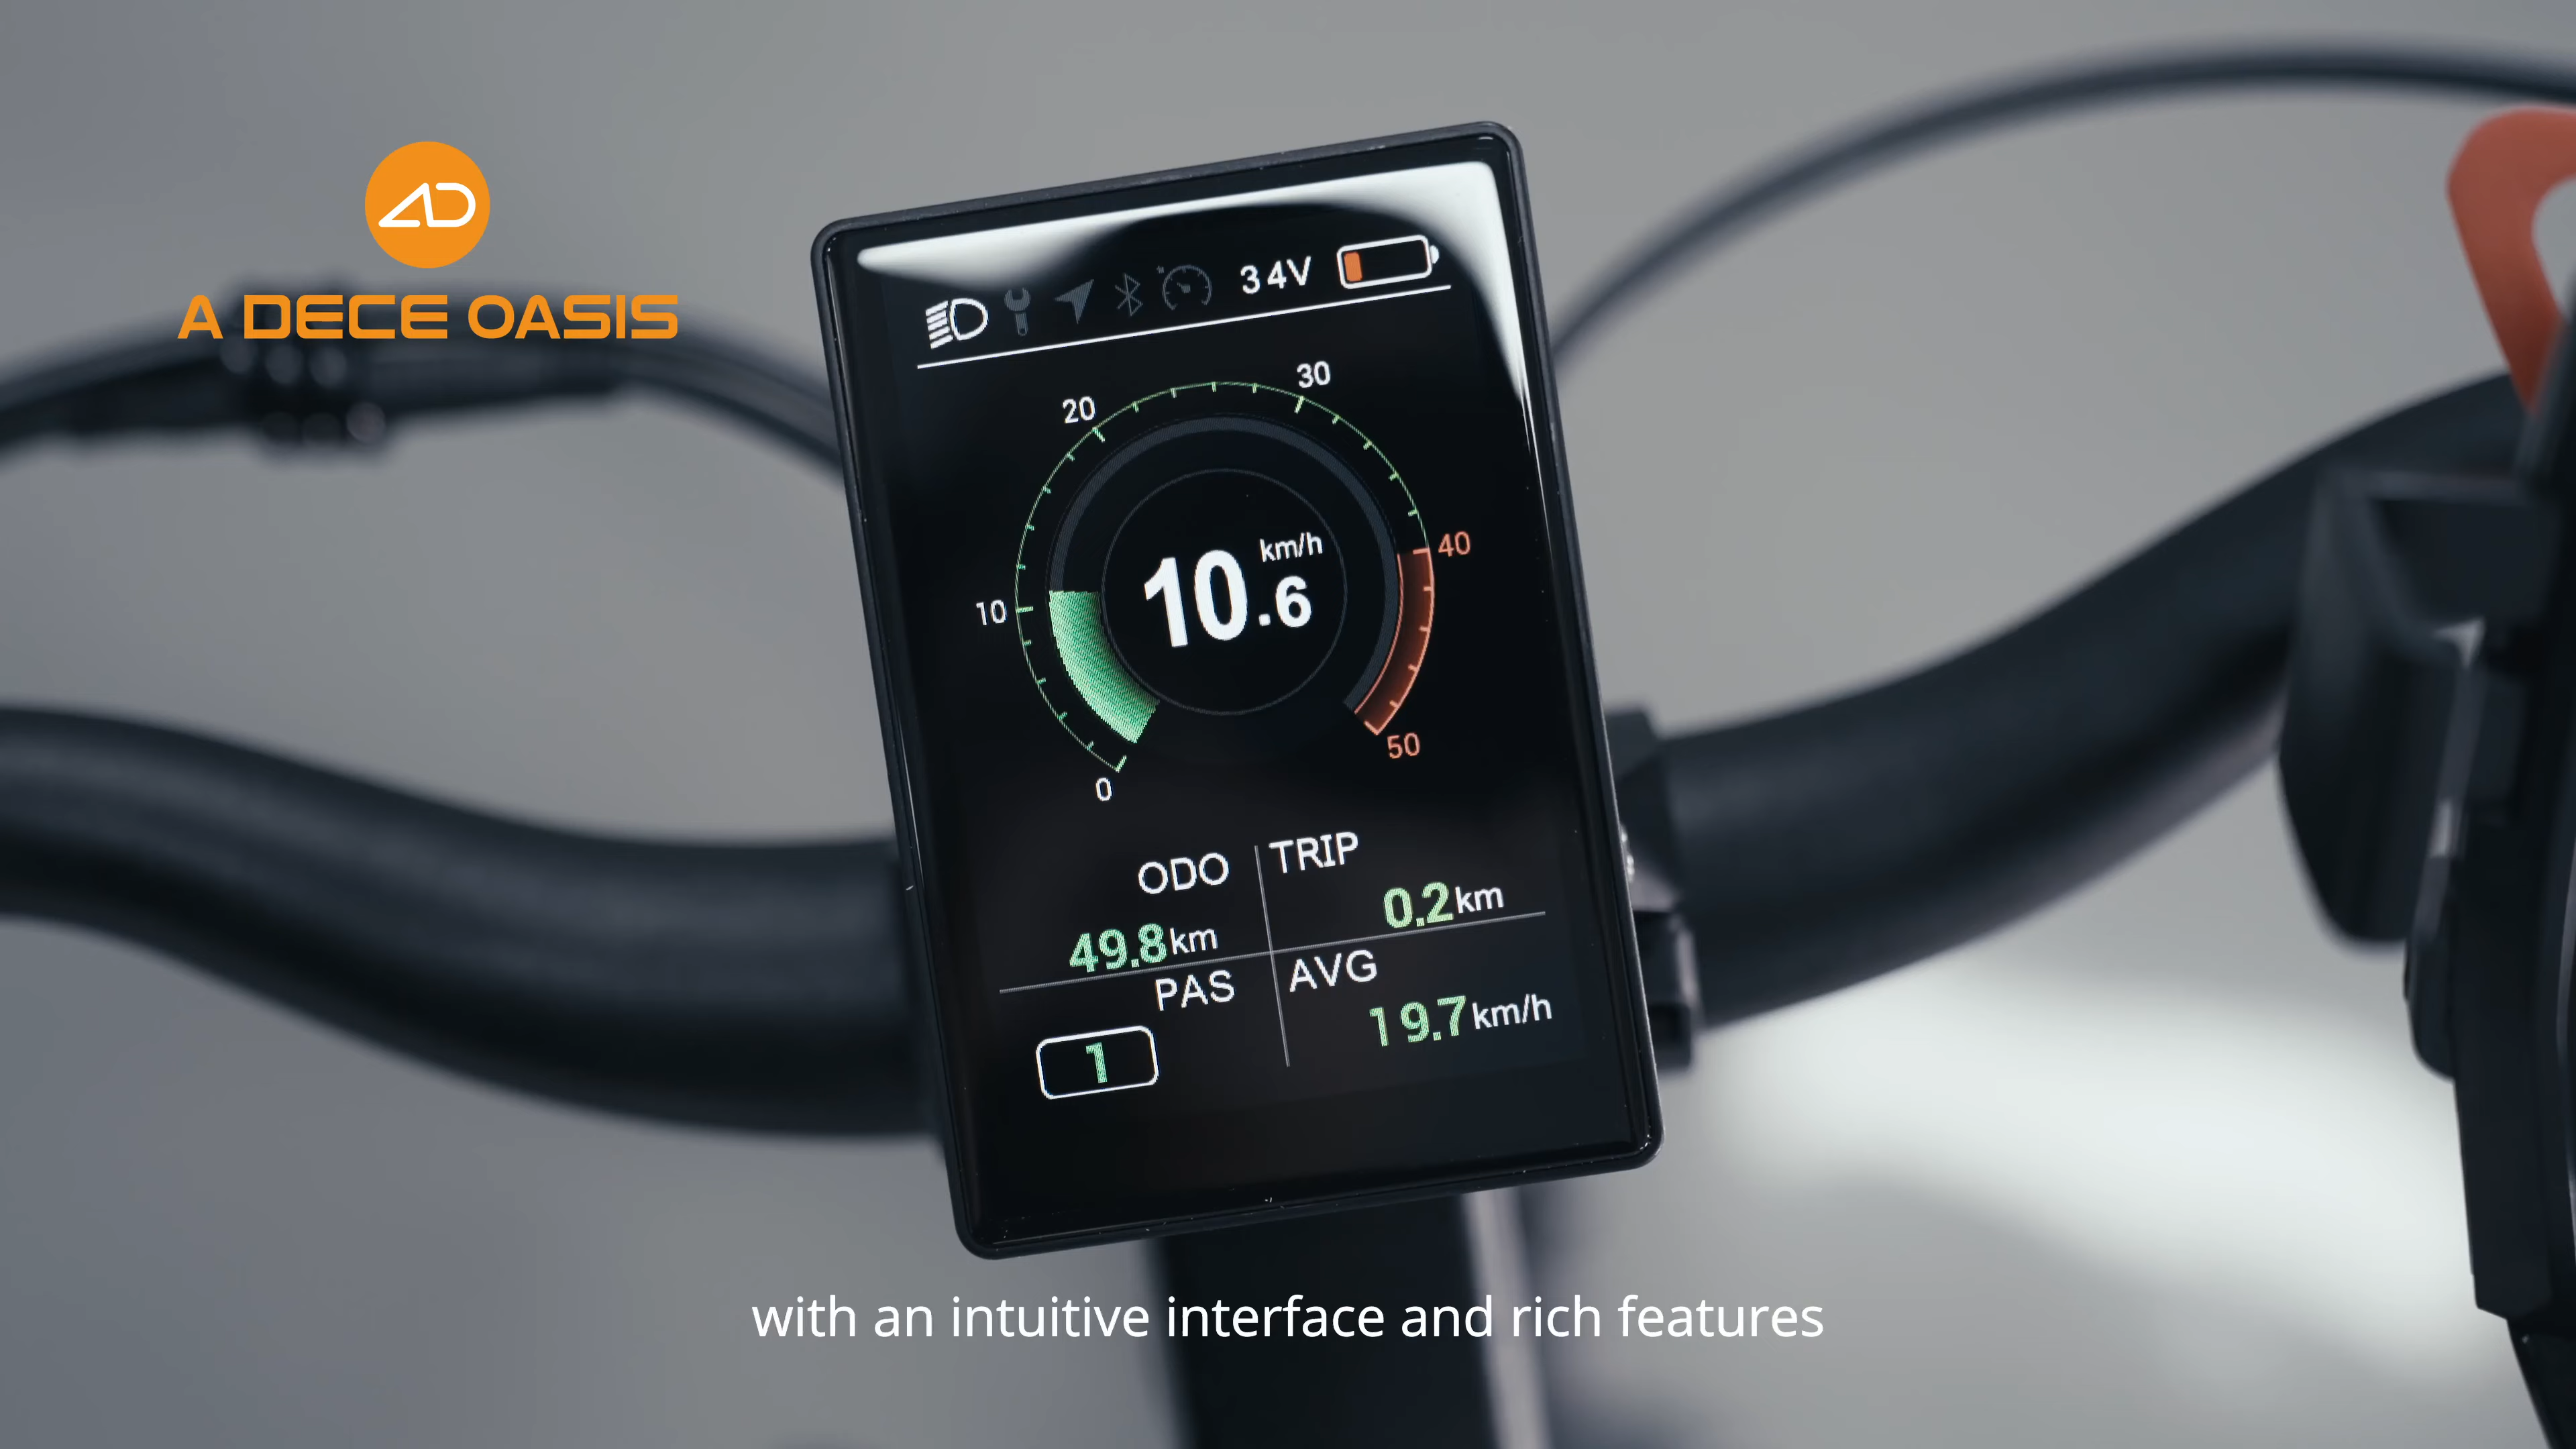 AD
A DECE OASIS
34V
20
30
10
40
10.6 km/h
0
50
ODO
TRIP
49.8km
0.2km
PAS
AVG
1
19.7km/h
with an intuitive interface and rich features